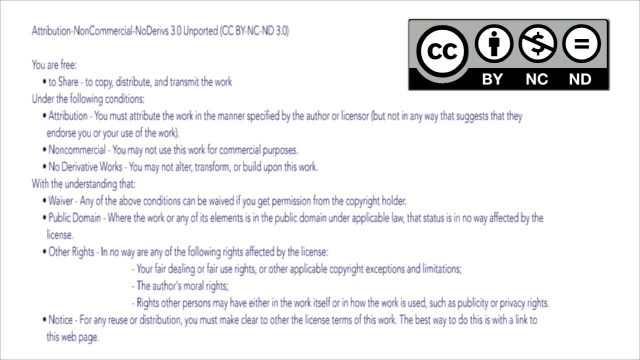 Attribution-NonCommercial-NoDerivs 3.0 Unported (CC BY-NC-ND 3.0)
cc
BY NC ND
You are free:
• to Share - to copy, distribute, and transmit the work
Under the following conditions:
• Attribution - You must attribute the work in the manner specified by the author or licensor (but not in any way that suggests that they
endorse you or your use of the work).
• Noncommercial - You may not use this work for commercial purposes.
• No Derivative Works - You may not alter, transform, or build upon this work.
With the understanding that:
• Waiver - Any of the above conditions can be waived if you get permission from the copyright holder.
• Public Domain - Where the work or any of its elements is in the public domain under applicable law, that status is in no way affected by the
license.
• Other Rights - In no way are any of the following rights affected by the license:
- Your fair dealing or fair use rights, or other applicable copyright exceptions and limitations;
- The author's moral rights;
- Rights other persons may have either in the work itself or in how the work is used, such as publicity or privacy rights.
• Notice - For any reuse or distribution, you must make clear to other the license terms of this work. The best way to do this is with a link to
this web page.